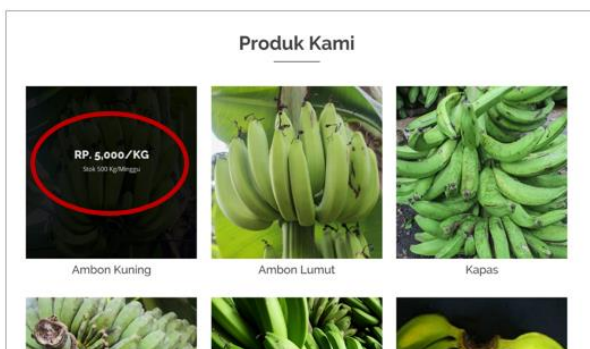 Produk Kami
RP. 5,000/KG
Stok 500 Kg/Minggu
Ambon Kuning
Ambon Lumut
Kapas